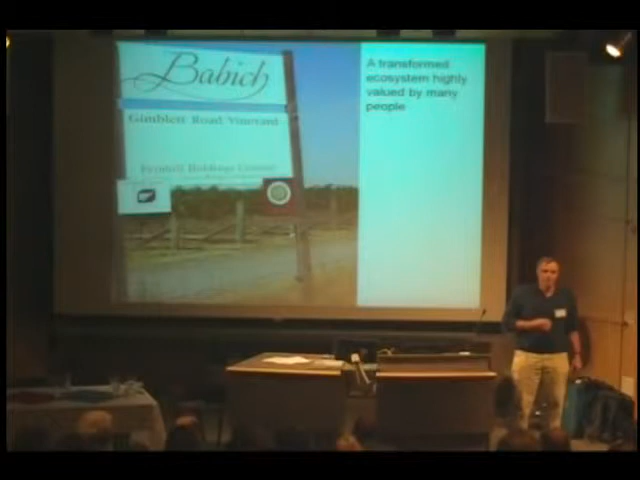 Babich
Gimblett Road Vineyard
A transformed
ecosystem highly
valued by many
people